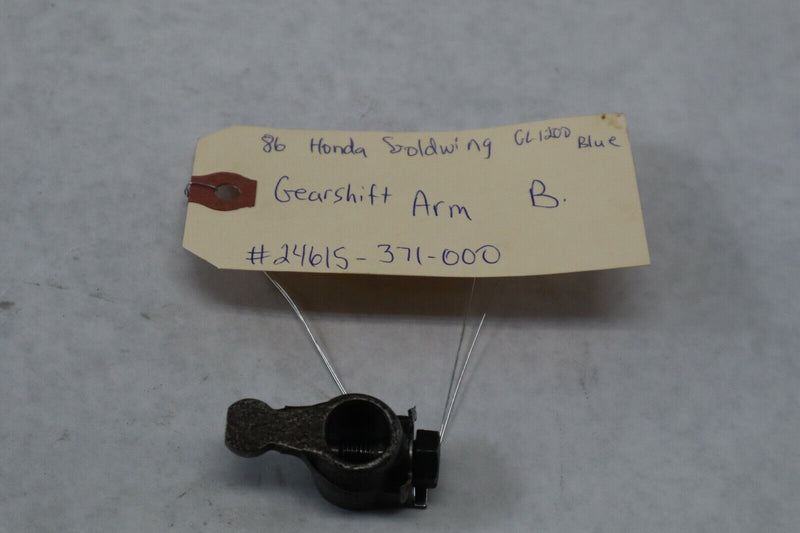 86 Honda Goldwing GL1200 Blue
Gearshift Arm B.
#24615-371-000